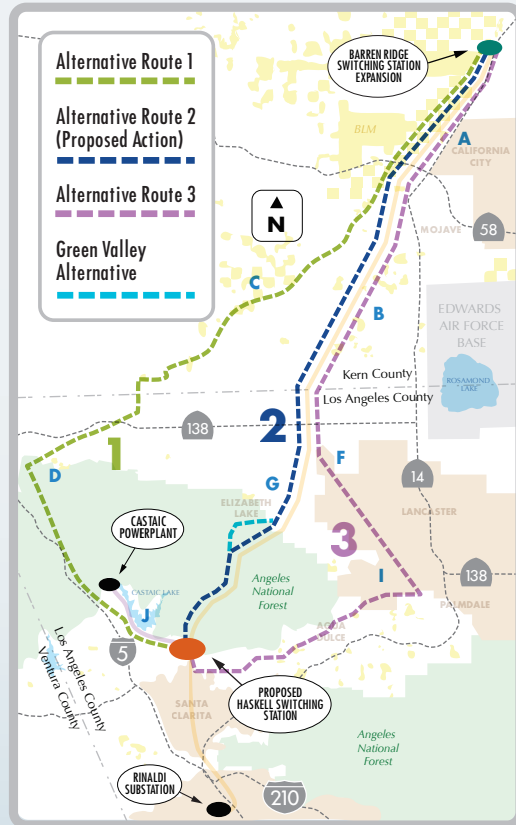 Alternative Route 1
Alternative Route 2
(Proposed Action)
Alternative Route 3
Green Valley
Alternative
N
BARREN RIDGE
SWITCHING STATION
EXPANSION
BLM
A
CALIFORNIA
CITY
MOJAVE
58
C
B
EDWARDS
AIR FORCE
BASE
ROSAMOND
LAKE
Kern County
Los Angeles County
138
2
1
D
F
G
14
ELIZABETH
LAKE
LANCASTER
CASTAIC
POWERPLANT
3
Angeles
National
Forest
I
138
CASTAIC LAKE
J
PALMDALE
AGUA
DULCE
5
Los Angeles County
Ventura County
SANTA
CLARITA
PROPOSED
HASKELL SWITCHING
STATION
Angeles
National
Forest
RINALDI
SUBSTATION
210